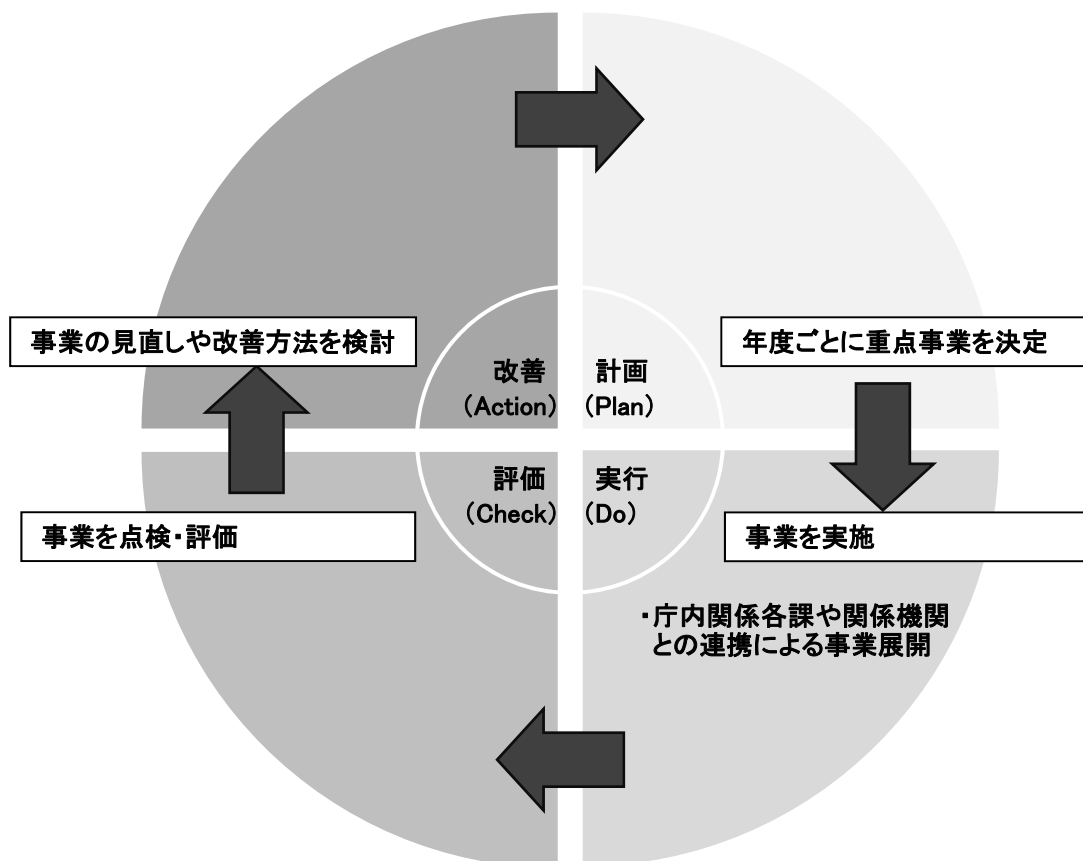 事業の見直しや改善方法を検討
年度ごとに重点事業を決定
改善
(Action)
計画
(Plan)
評価
(Check)
実行
(Do)
事業を点検・評価
事業を実施
・庁内関係各課や関係機関
との連携による事業展開